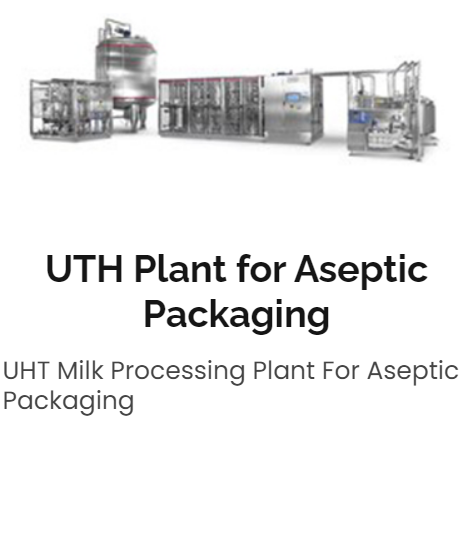 UTH Plant for Aseptic
Packaging
UHT Milk Processing Plant For Aseptic
Packaging